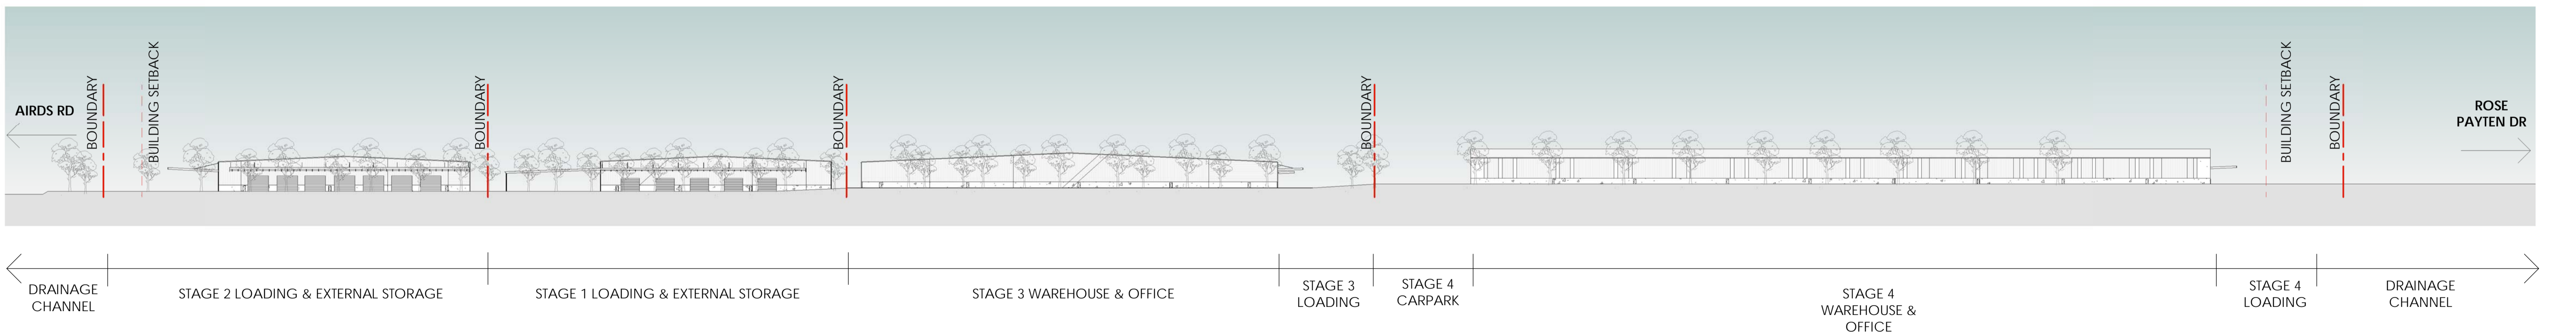 AIRDS RD
BOUNDARY
BUILDING SETBACK
BOUNDARY
BOUNDARY
BOUNDARY
BUILDING SETBACK
BOUNDARY
ROSE
PAYTEN DR
DRAINAGE
CHANNEL
STAGE 2 LOADING & EXTERNAL STORAGE
STAGE 1 LOADING & EXTERNAL STORAGE
STAGE 3 WAREHOUSE & OFFICE
STAGE 3
LOADING
STAGE 4
CARPARK
STAGE 4
WAREHOUSE &
OFFICE
STAGE 4
LOADING
DRAINAGE
CHANNEL